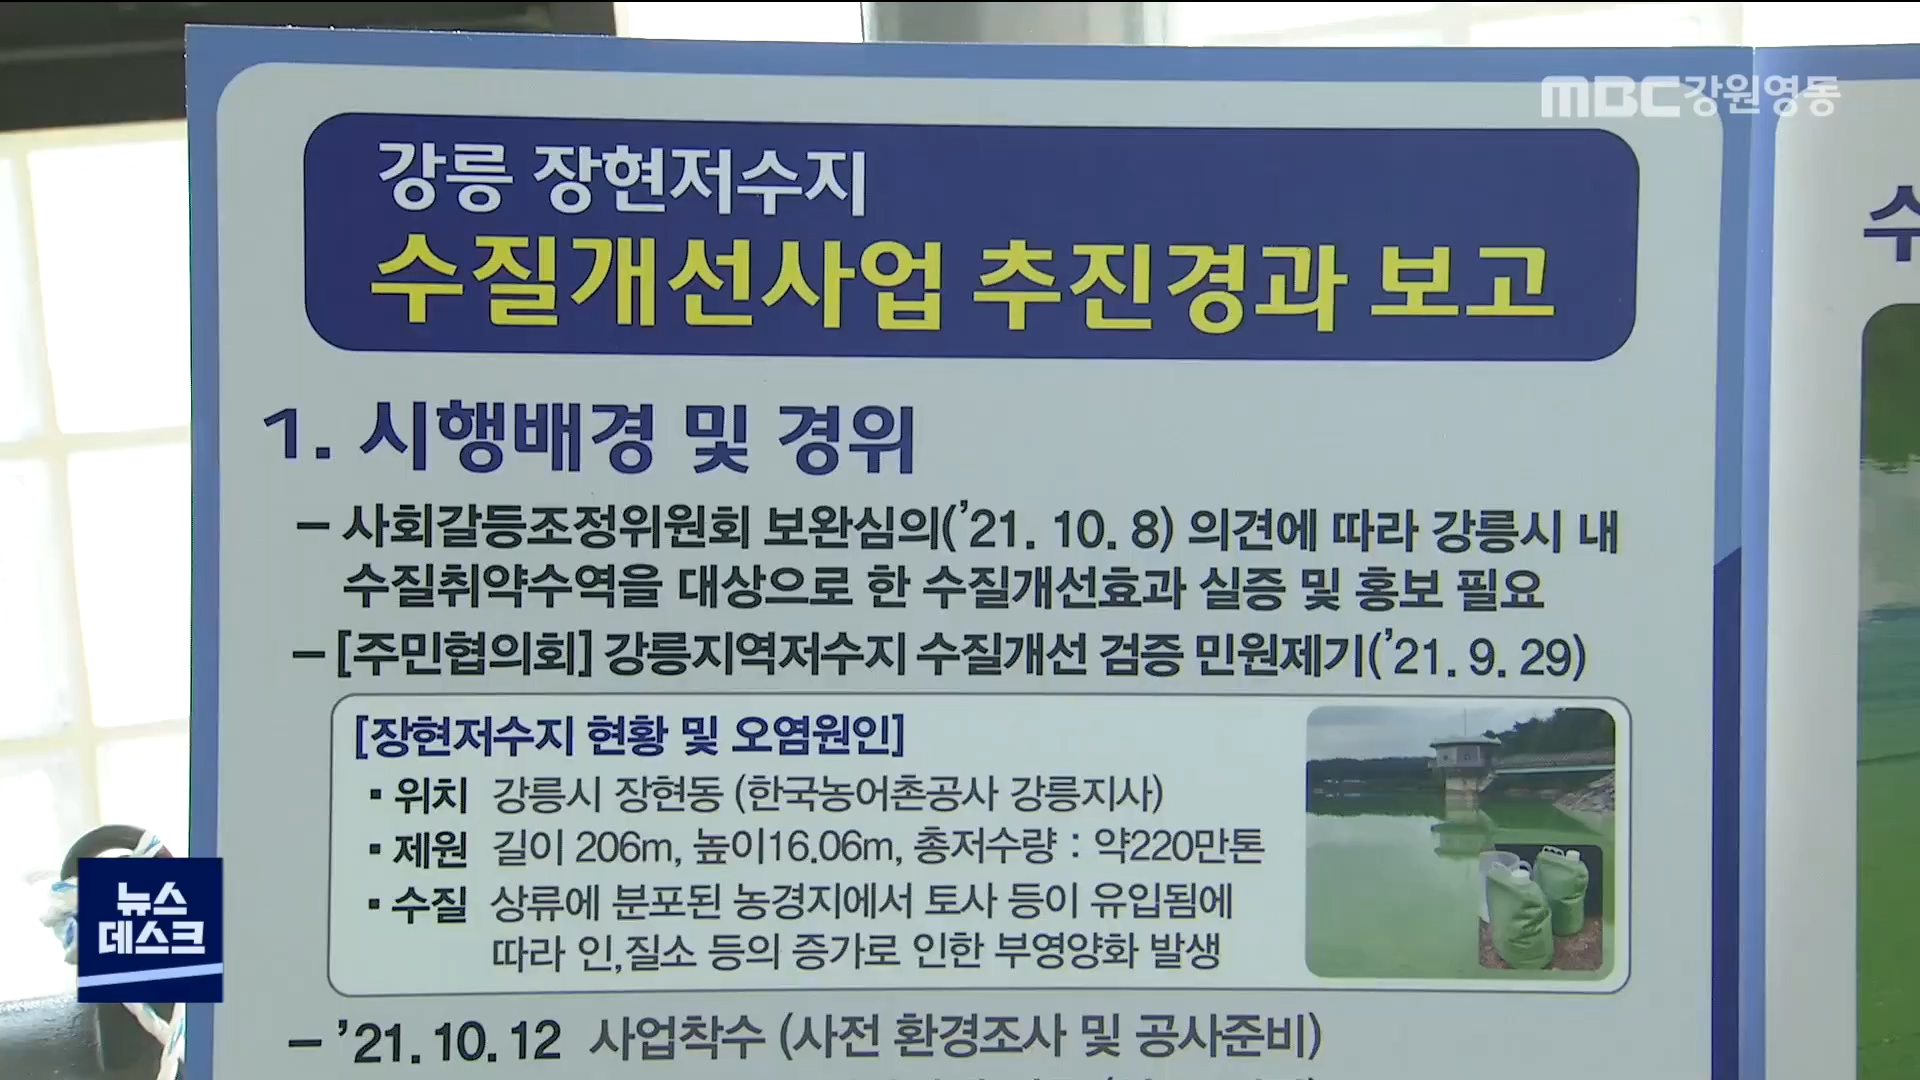 MBC강원영동
강릉 장현저수지
수질개선사업 추진경과 보고
수
1. 시행배경 및 경위
– 사회갈등조정위원회 보완심의('21. 10. 8) 의견에 따라 강릉시 내
수질취약수역을 대상으로 한 수질개선효과 실증 및 홍보 필요
– [주민협의회] 강릉지역저수지 수질개선 검증 민원제기('21. 9. 29)
[장현저수지 현황 및 오염원인]
▪ 위치 강릉시 장현동 (한국농어촌공사 강릉지사)
▪ 제원 길이 206m, 높이16.06m, 총저수량 : 약220만톤
▪ 수질 상류에 분포된 농경지에서 토사 등이 유입됨에
따라 인,질소 등의 증가로 인한 부영양화 발생
– '21. 10. 12 사업착수 (사전 환경조사 및 공사준비)
뉴스
데스크